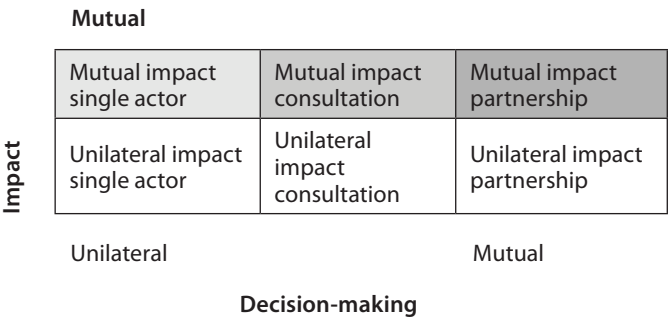 Mutual
Mutual impact
single actor
Mutual impact
consultation
Mutual impact
partnership
Impact
Unilateral impact
single actor
Unilateral
impact
consultation
Unilateral impact
partnership
Unilateral
Mutual
Decision-making